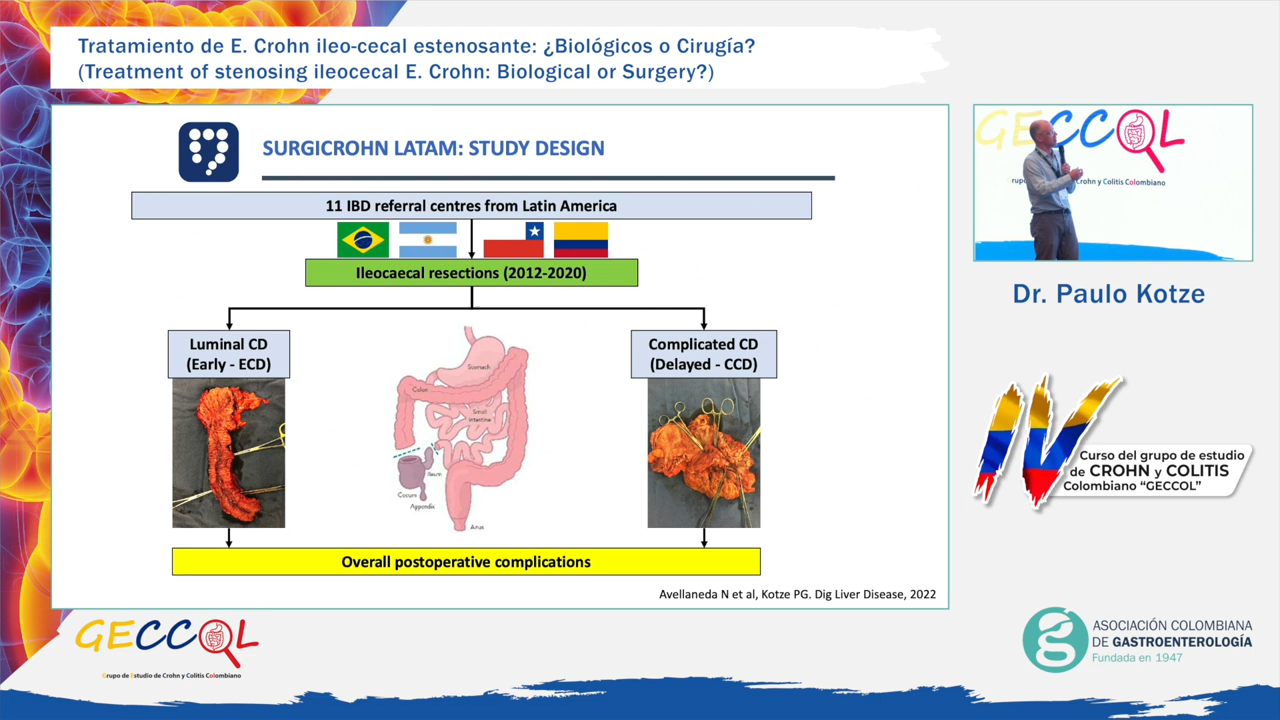 Tratamiento de E. Crohn ileo-cecal estenosante: ¿Biológicos o Cirugía?
(Treatment of stenosing ileocecal E. Crohn: Biological or Surgery?)
SURGICROHN LATAM: STUDY DESIGN
11 IBD referral centres from Latin America
Ileocaecal resections (2012-2020)
Luminal CD
(Early - ECD)
Complicated CD
(Delayed - CCD)
Stomach
Colon
Small
intestine
Ileum
Cecum
Appendix
Anus
Overall postoperative complications
Avellaneda N et al, Kotze PG. Dig Liver Disease, 2022
GECCOL
Crohn y Colitis Colombiano
Dr. Paulo Kotze
IV
Curso del grupo de estudio
de CROHN y COLITIS
Colombiano “GECCOL”
GECCOL
Grupo de Estudio de Crohn y Colitis Colombiano
ASOCIACIÓN COLOMBIANA
DE GASTROENTEROLOGÍA
Fundada en 1947